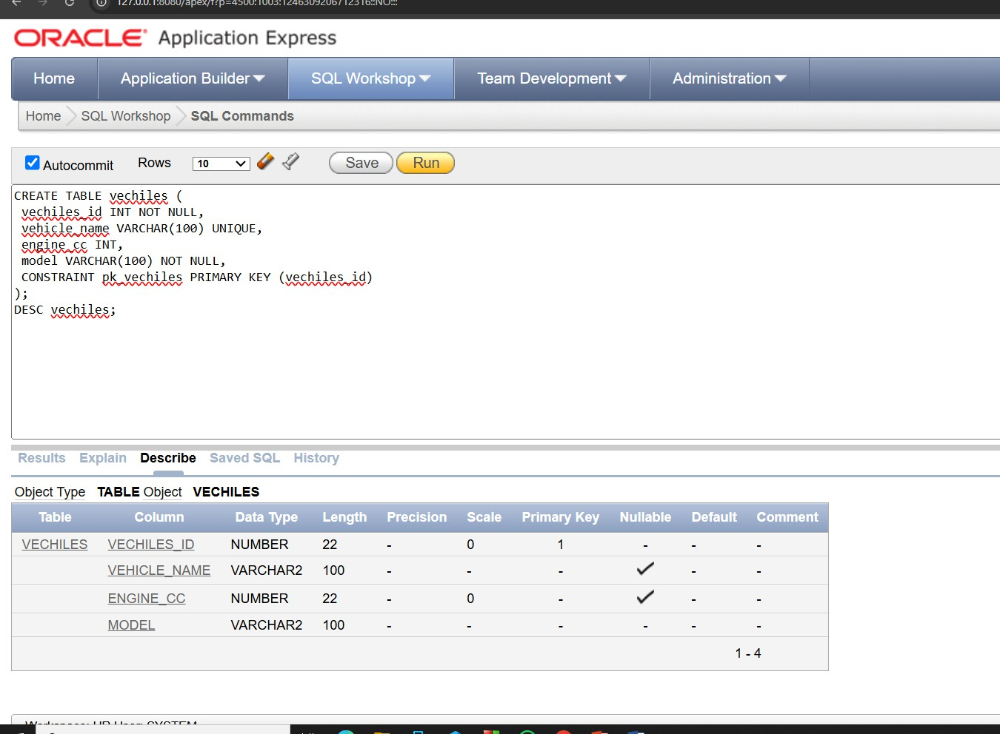 127.0.0.1:8080/apex/f?p=4500:1003:1246309206712316::NO:::
ORACLE® Application Express
Home Application Builder SQL Workshop Team Development Administration
Home SQL Workshop SQL Commands
Autocommit Rows 10 Save Run
CREATE TABLE vechiles (
vechiles_id INT NOT NULL,
vehicle_name VARCHAR(100) UNIQUE,
engine_cc INT,
model VARCHAR(100) NOT NULL,
CONSTRAINT pk_vechiles PRIMARY KEY (vechiles_id)
);
DESC vechiles;
Results Explain Describe Saved SQL History
Object Type TABLE Object VECHILES
Table Column Data Type Length Precision Scale Primary Key Nullable Default Comment
VECHILES VECHILES_ID NUMBER 22 - 0 1 - - -
VEHICLE_NAME VARCHAR2 100 - - - ✓ - -
ENGINE_CC NUMBER 22 - 0 - ✓ - -
MODEL VARCHAR2 100 - - - - - -
1 - 4
Workspace: HR User: SYSTEM